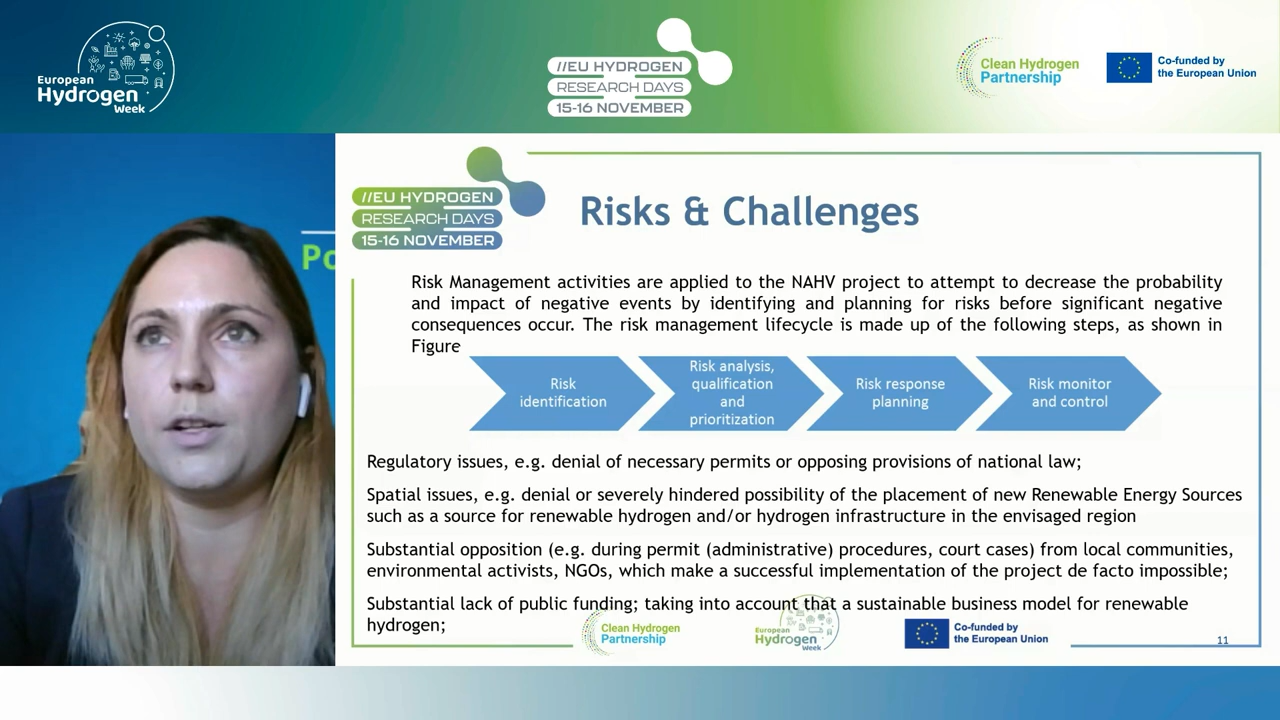 European
Hydrogen
Week
//EU HYDROGEN
RESEARCH DAYS
15-16 NOVEMBER
Clean Hydrogen
Partnership
Co-funded by
the European Union
Po
//EU HYDROGEN
RESEARCH DAYS
15-16 NOVEMBER
Risks & Challenges
Risk Management activities are applied to the NAHV project to attempt to decrease the probability
and impact of negative events by identifying and planning for risks before significant negative
consequences occur. The risk management lifecycle is made up of the following steps, as shown in
Figure
Risk
identification
Risk analysis,
qualification
and
prioritization
Risk response
planning
Risk monitor
and control
Regulatory issues, e.g. denial of necessary permits or opposing provisions of national law;
Spatial issues, e.g. denial or severely hindered possibility of the placement of new Renewable Energy Sources
such as a source for renewable hydrogen and/or hydrogen infrastructure in the envisaged region
Substantial opposition (e.g. during permit (administrative) procedures, court cases) from local communities,
environmental activists, NGOs, which make a successful implementation of the project de facto impossible;
Substantial lack of public funding; taking into account that a sustainable business model for renewable
hydrogen;
Clean Hydrogen
Partnership
European
Hydrogen
Week
Co-funded by
the European Union
11